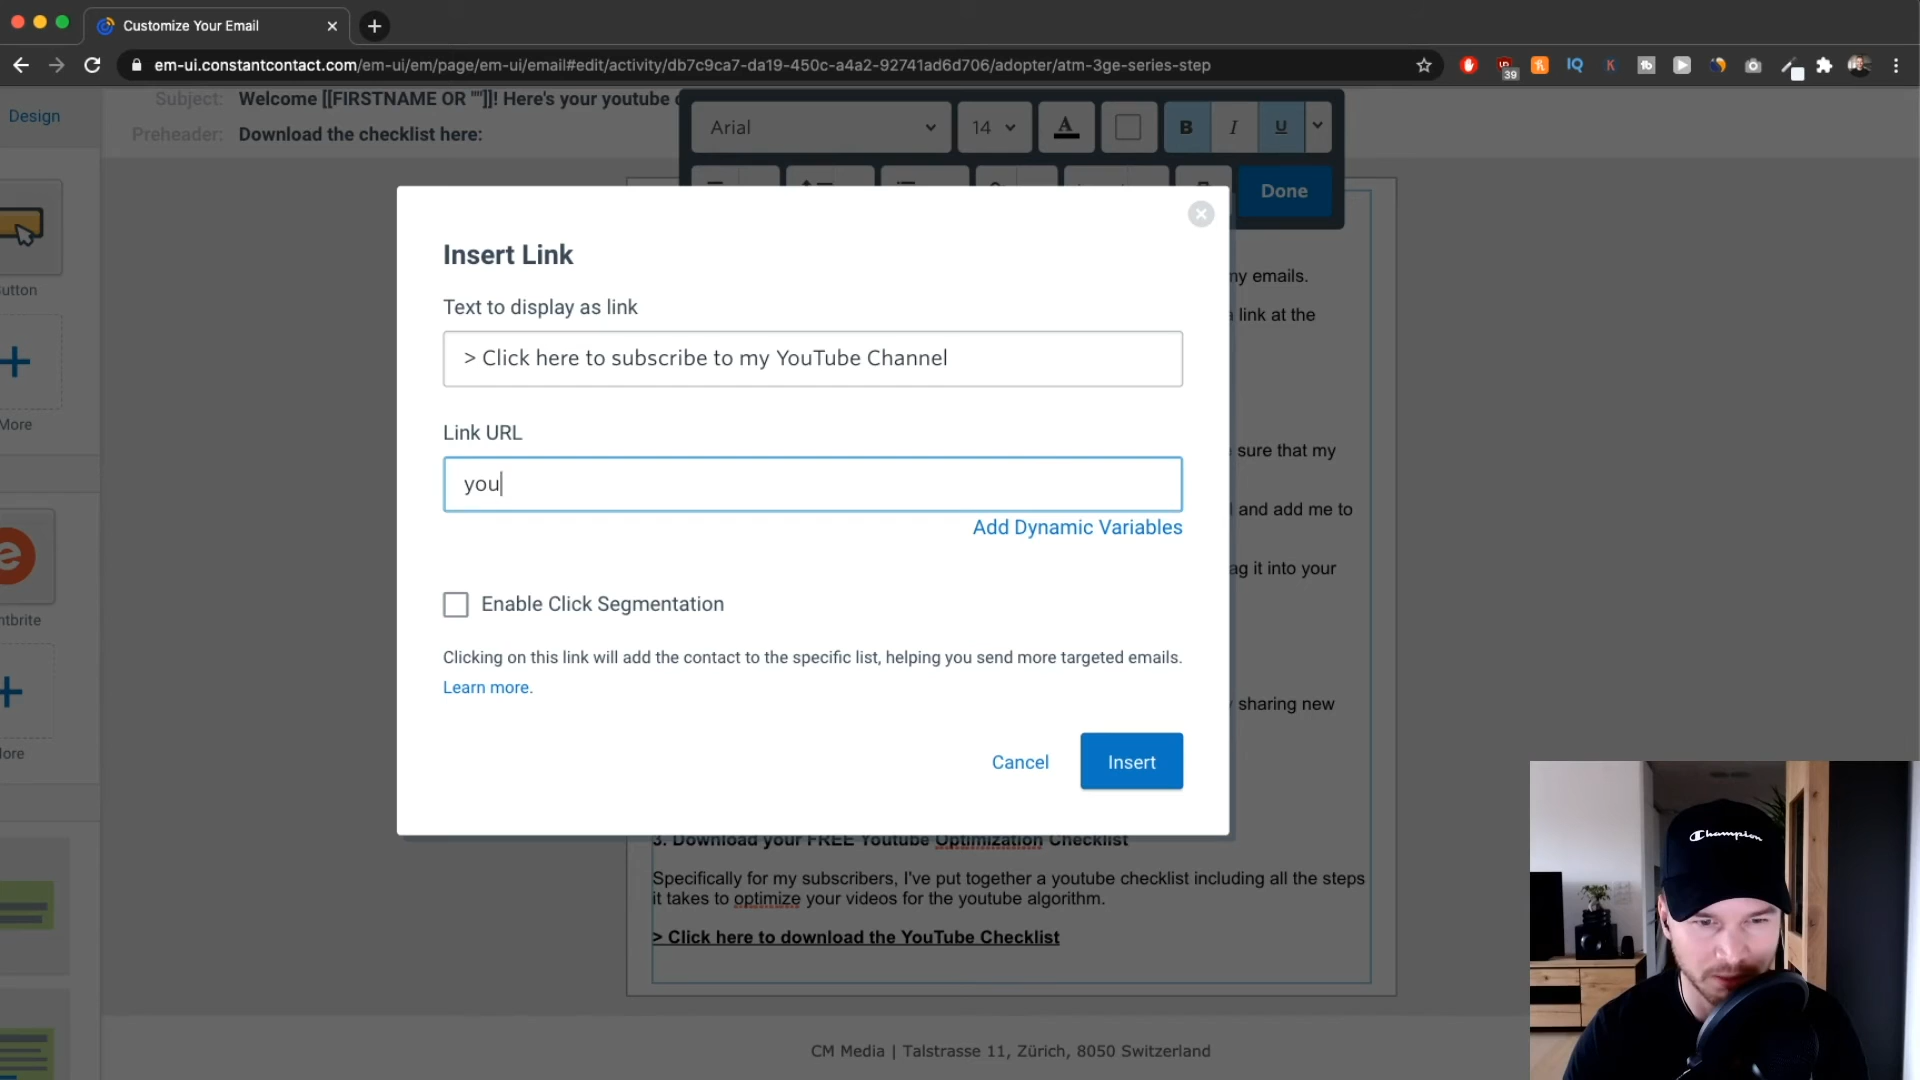 Customize Your Email
em-ui.constantcontact.com/em-ui/em/page/em-ui/email#edit/activity/db7c9ca7-da19-450c-a4a2-92741ad6d706/adopter/atm-3ge-series-step
39
IQ
K
Design
Subject: Welcome [[FIRSTNAME OR ""]]! Here's your youtube
Preheader: Download the checklist here:
Arial
14
A
B
I
U
Done
Insert Link
my emails.
Text to display as link
link at the
> Click here to subscribe to my YouTube Channel
utton
More
Link URL
sure that my
you
and add me to
Add Dynamic Variables
ag it into your
Enable Click Segmentation
ntbrite
Clicking on this link will add the contact to the specific list, helping you send more targeted emails.
Learn more.
sharing new
ore
Cancel
Insert
3. Download your FREE Youtube Optimization Checklist
Specifically for my subscribers, I've put together a youtube checklist including all the steps
it takes to optimize your videos for the youtube algorithm.
> Click here to download the YouTube Checklist
CM Media | Talstrasse 11, Zürich, 8050 Switzerland
Champion